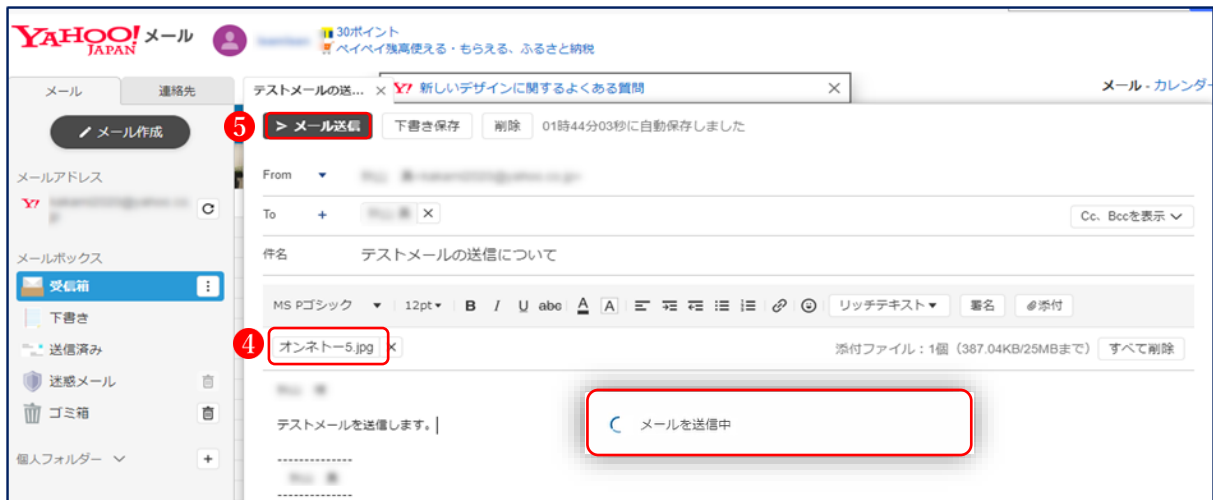 YAHOO! JAPAN メール
30ポイント
ペイペイ残高使える・もらえる、ふるさと納税
メール 連絡先
テストメールの送... × Y! 新しいデザインに関するよくある質問 ×
メール - カレンダー
メール作成
5 > メール送信 下書き保存 削除 01時44分03秒に自動保存しました
メールアドレス
From
Y!
To + ×
Cc、Bccを表示
件名 テストメールの送信について
メールボックス
受信箱
下書き
送信済み
迷惑メール
ゴミ箱
個人フォルダー +
MS Pゴシック 12pt B I U abc A A リッチテキスト 署名 添付
4 オンネトー5.jpg ×
添付ファイル：1個（387.04KB/25MBまで） すべて削除
テストメールを送信します。
メールを送信中
--------------
--------------